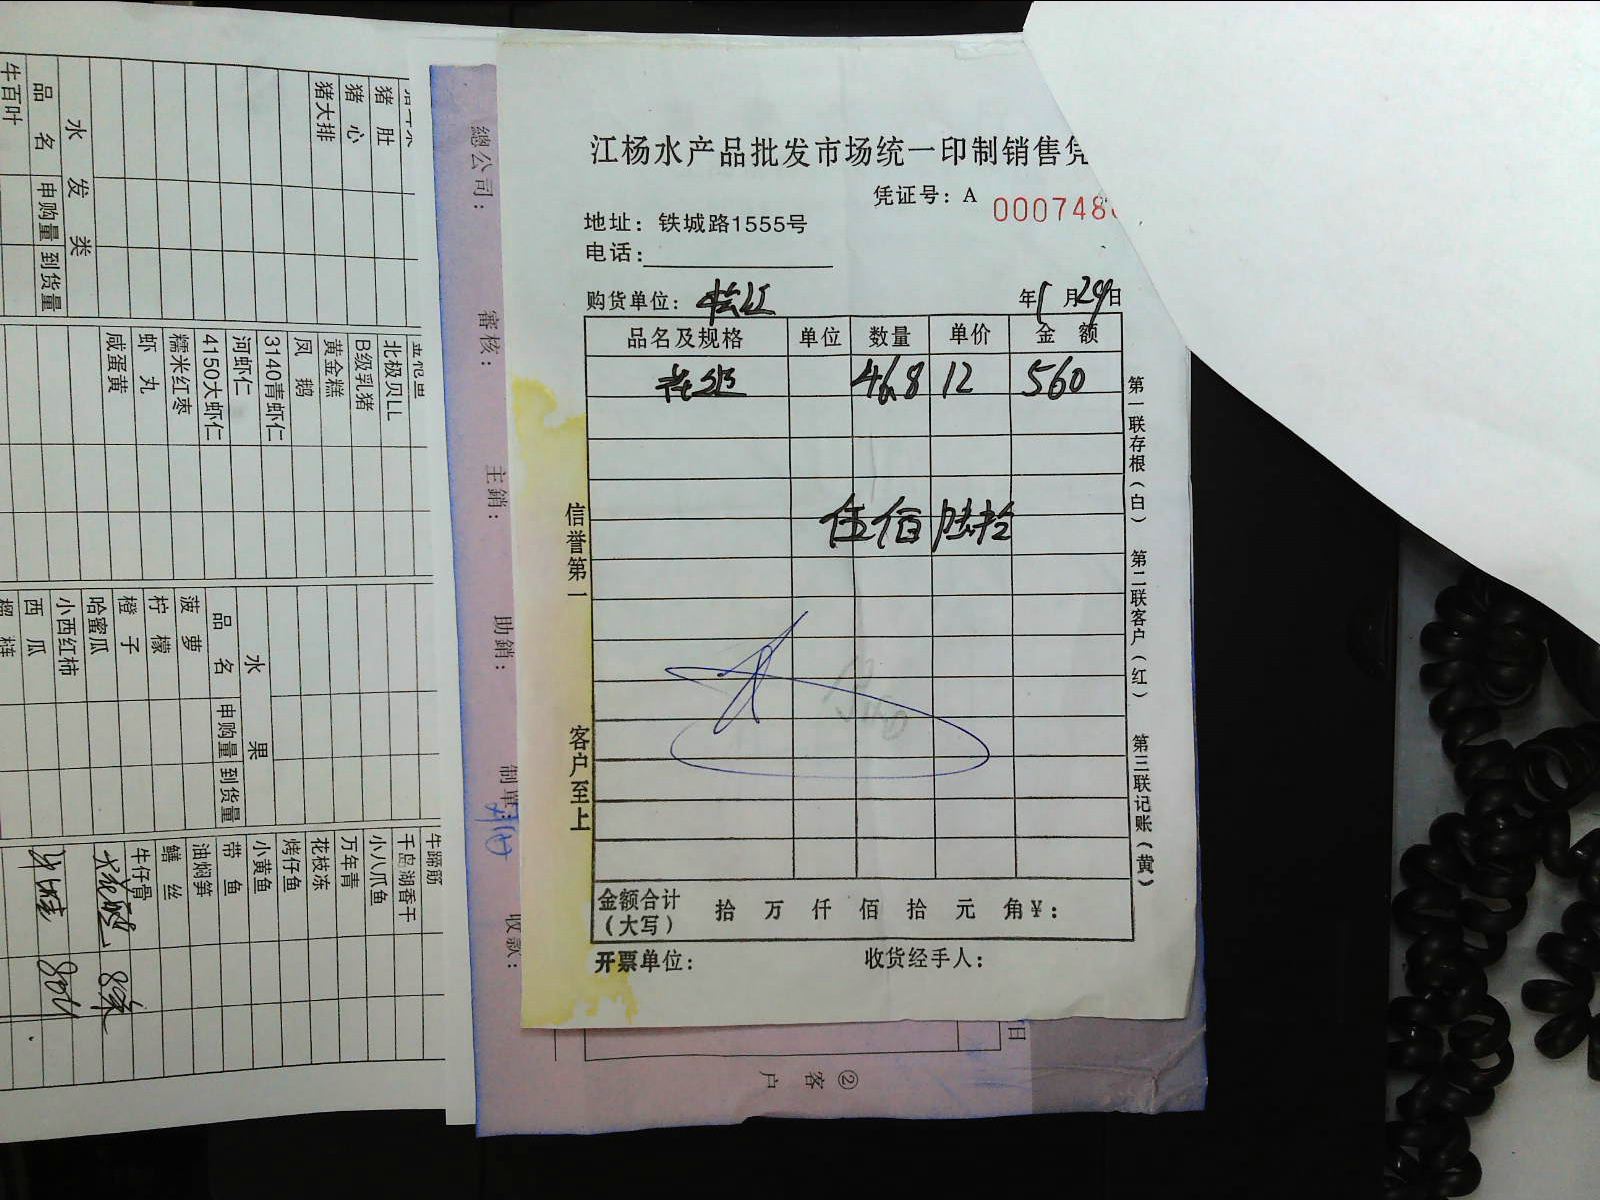 江杨水产品批发市场统一印制销售凭
凭证号：A 000748
地址：铁城路1555号
电话：
购货单位：
年 月29日
品名及规格 单位 数量 单价 金 额
46.8 12 560
伍佰陆拾
金额合计（大写） 拾 万 仟 佰 拾 元 角¥：
开票单位： 收货经手人：
信誉第一 客户至上
第一联存根（白） 第二联客户（红） 第三联记账（黄）
總公司： 審核： 主銷： 助銷： 制單： 收款：
日
②客户
猪肚
猪心
猪大排
水发类
品名 申购量 到货量
牛百叶
北极贝LL
B级乳猪
黄金糕
凤鹅
3140青虾仁
河虾仁
4150大虾仁
糯米红枣
虾丸
咸蛋黄
水果
品名 申购量 到货量
菠萝
柠檬
橙子
哈蜜瓜
小西红柿
西瓜
榴梿
牛蹄筋
千岛湖香干
小八爪鱼
万年青
花枝冻
烤仔鱼
小黄鱼
带鱼
油焖笋
鳝丝
牛仔骨